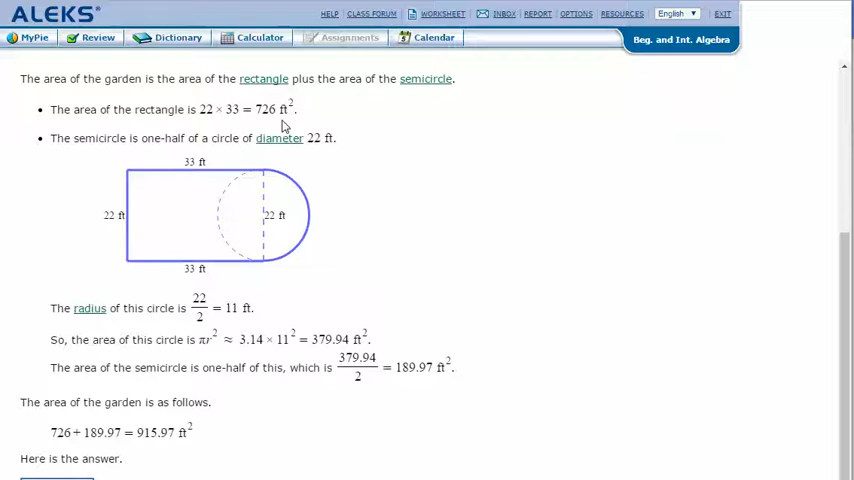 ALEKS®
HELP CLASS FORUM WORKSHEET INBOX REPORT OPTIONS RESOURCES English EXIT
MyPie Review Dictionary Calculator Assignments Calendar Beg. and Int. Algebra
The area of the garden is the area of the rectangle plus the area of the semicircle.
• The area of the rectangle is 22 × 33 = 726 ft².
• The semicircle is one-half of a circle of diameter 22 ft.
33 ft
22 ft 22 ft
33 ft
The radius of this circle is 22/2 = 11 ft.
So, the area of this circle is πr² ≈ 3.14 × 11² = 379.94 ft².
The area of the semicircle is one-half of this, which is 379.94/2 = 189.97 ft².
The area of the garden is as follows.
726 + 189.97 = 915.97 ft²
Here is the answer.